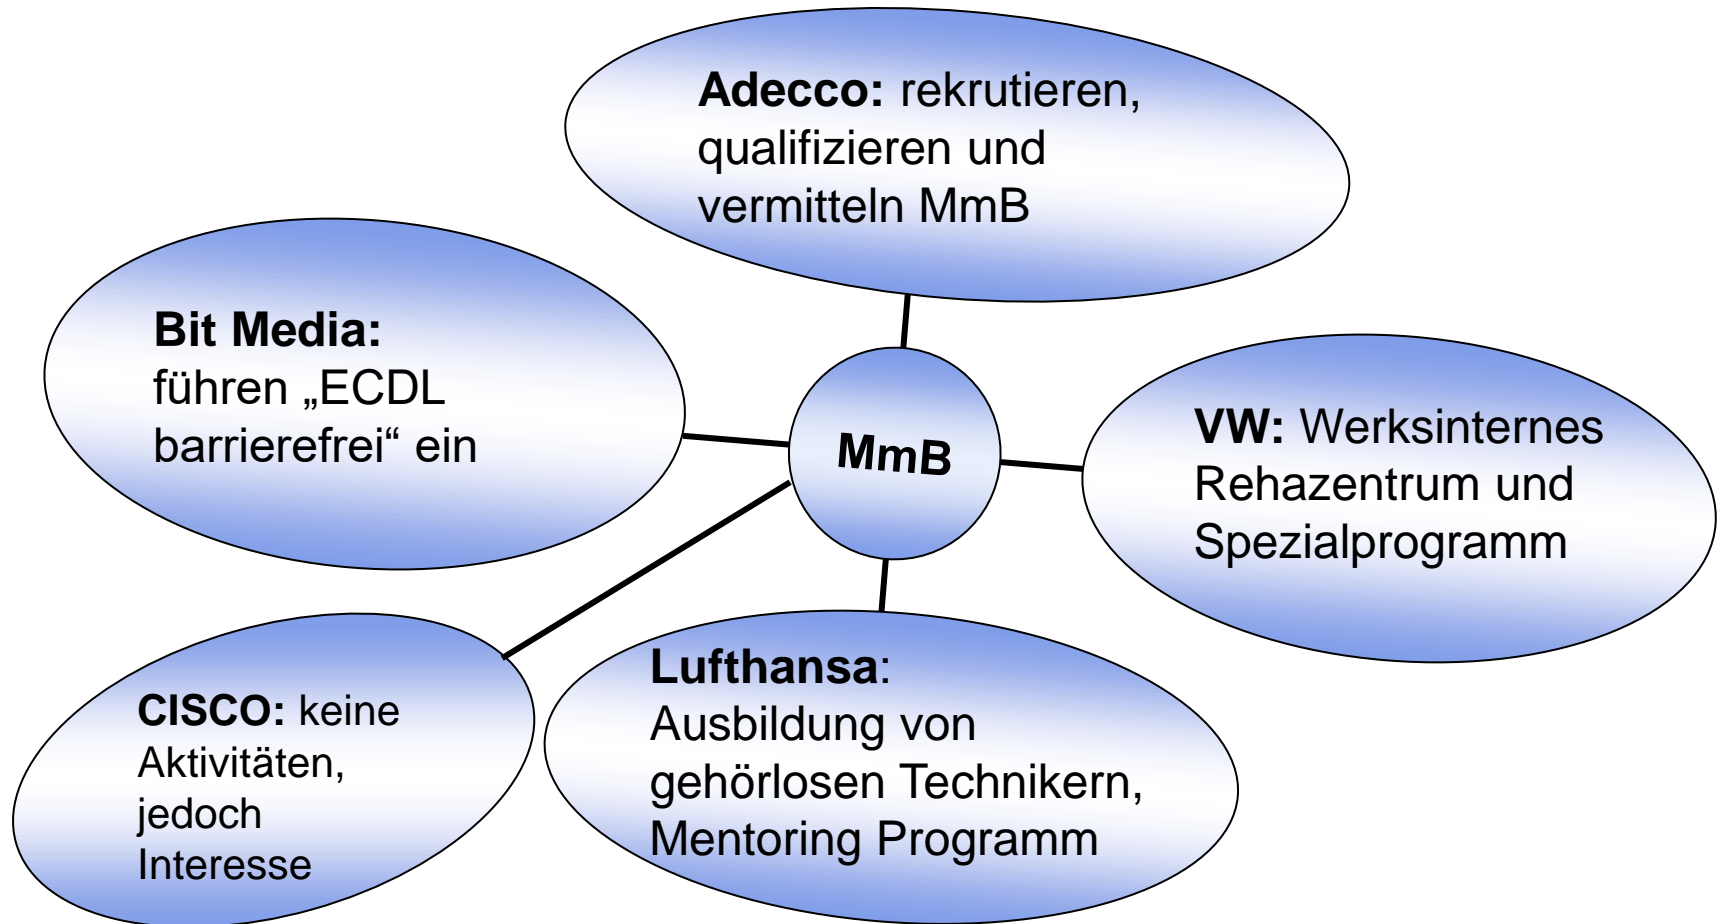 Adecco: rekrutieren,
qualifizieren und
vermitteln MmB
Bit Media:
führen „ECDL
barrierefrei“ ein
MmB
VW: Werksinternes
Rehazentrum und
Spezialprogramm
CISCO: keine
Aktivitäten,
jedoch
Interesse
Lufthansa:
Ausbildung von
gehörlosen Technikern,
Mentoring Programm